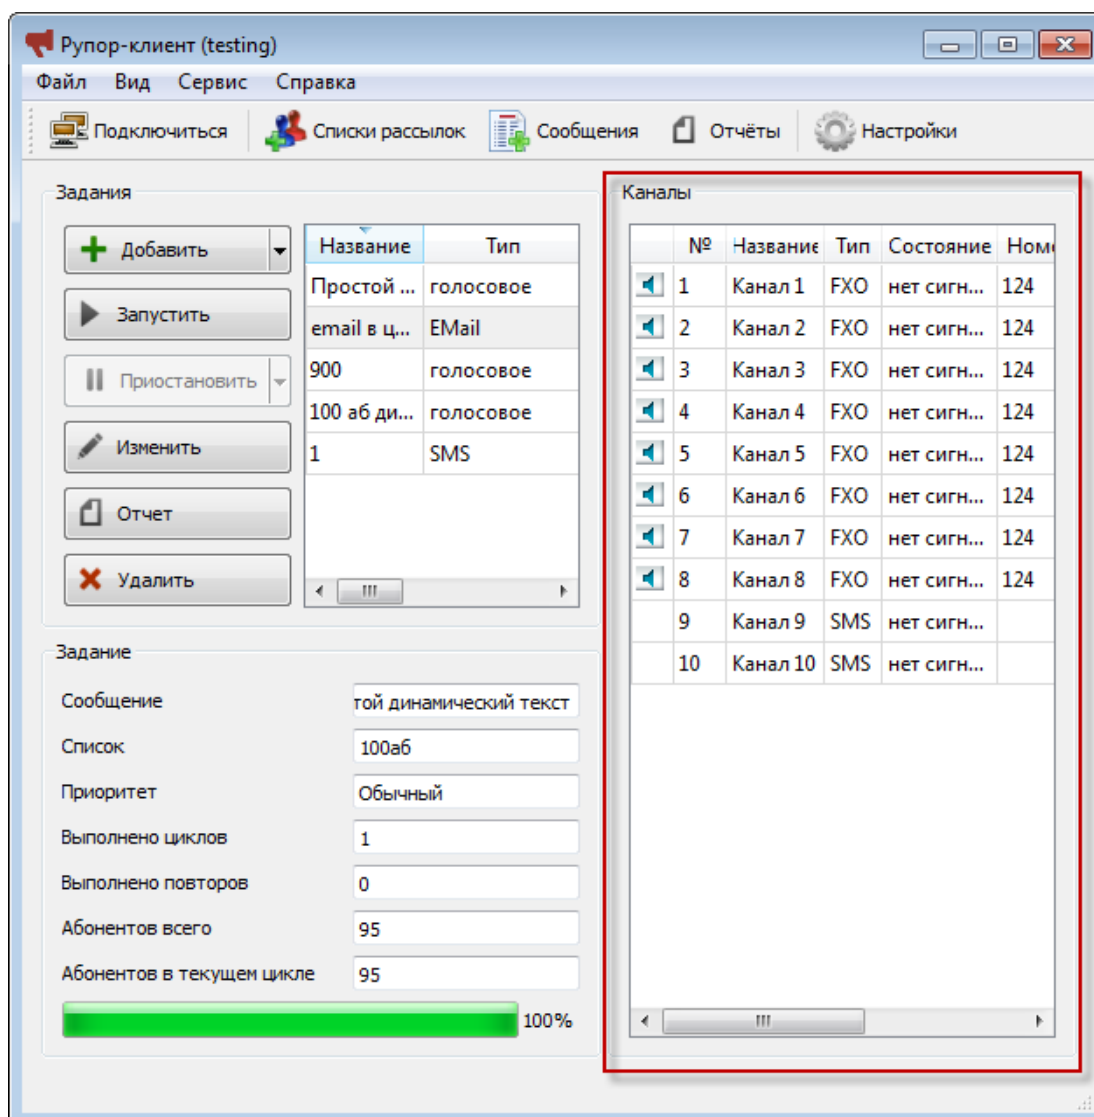 Рупор-клиент (testing)
Файл Вид Сервис Справка
Подключиться Списки рассылок Сообщения Отчёты Настройки
Задания
Добавить
Запустить
Приостановить
Изменить
Отчет
Удалить
Название Тип
Простой ... голосовое
email в ц... EMail
900 голосовое
100 аб ди... голосовое
1 SMS
Задание
Сообщение той динамический текст
Список 100аб
Приоритет Обычный
Выполнено циклов 1
Выполнено повторов 0
Абонентов всего 95
Абонентов в текущем цикле 95
100%
Каналы
№ Название Тип Состояние Номе
1 Канал 1 FXO нет сигн... 124
2 Канал 2 FXO нет сигн... 124
3 Канал 3 FXO нет сигн... 124
4 Канал 4 FXO нет сигн... 124
5 Канал 5 FXO нет сигн... 124
6 Канал 6 FXO нет сигн... 124
7 Канал 7 FXO нет сигн... 124
8 Канал 8 FXO нет сигн... 124
9 Канал 9 SMS нет сигн...
10 Канал 10 SMS нет сигн...